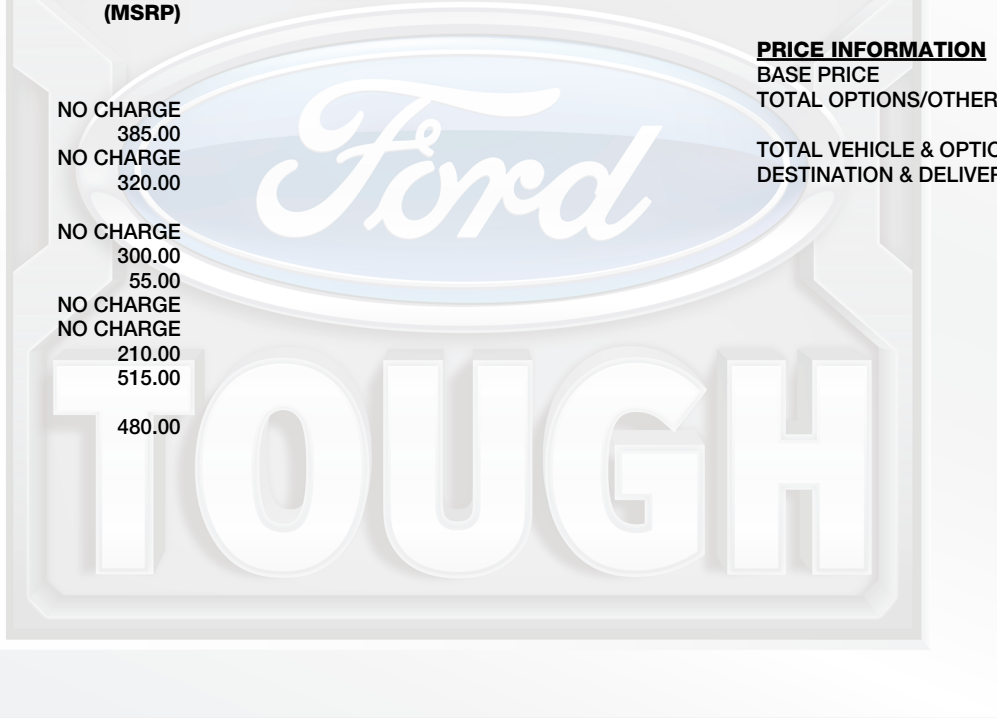 (MSRP)
NO CHARGE
385.00
NO CHARGE
320.00
NO CHARGE
300.00
55.00
NO CHARGE
NO CHARGE
210.00
515.00
480.00
PRICE INFORMATION
BASE PRICE
TOTAL OPTIONS/OTHER
TOTAL VEHICLE & OPTIO
DESTINATION & DELIVER
Ford
TOUGH